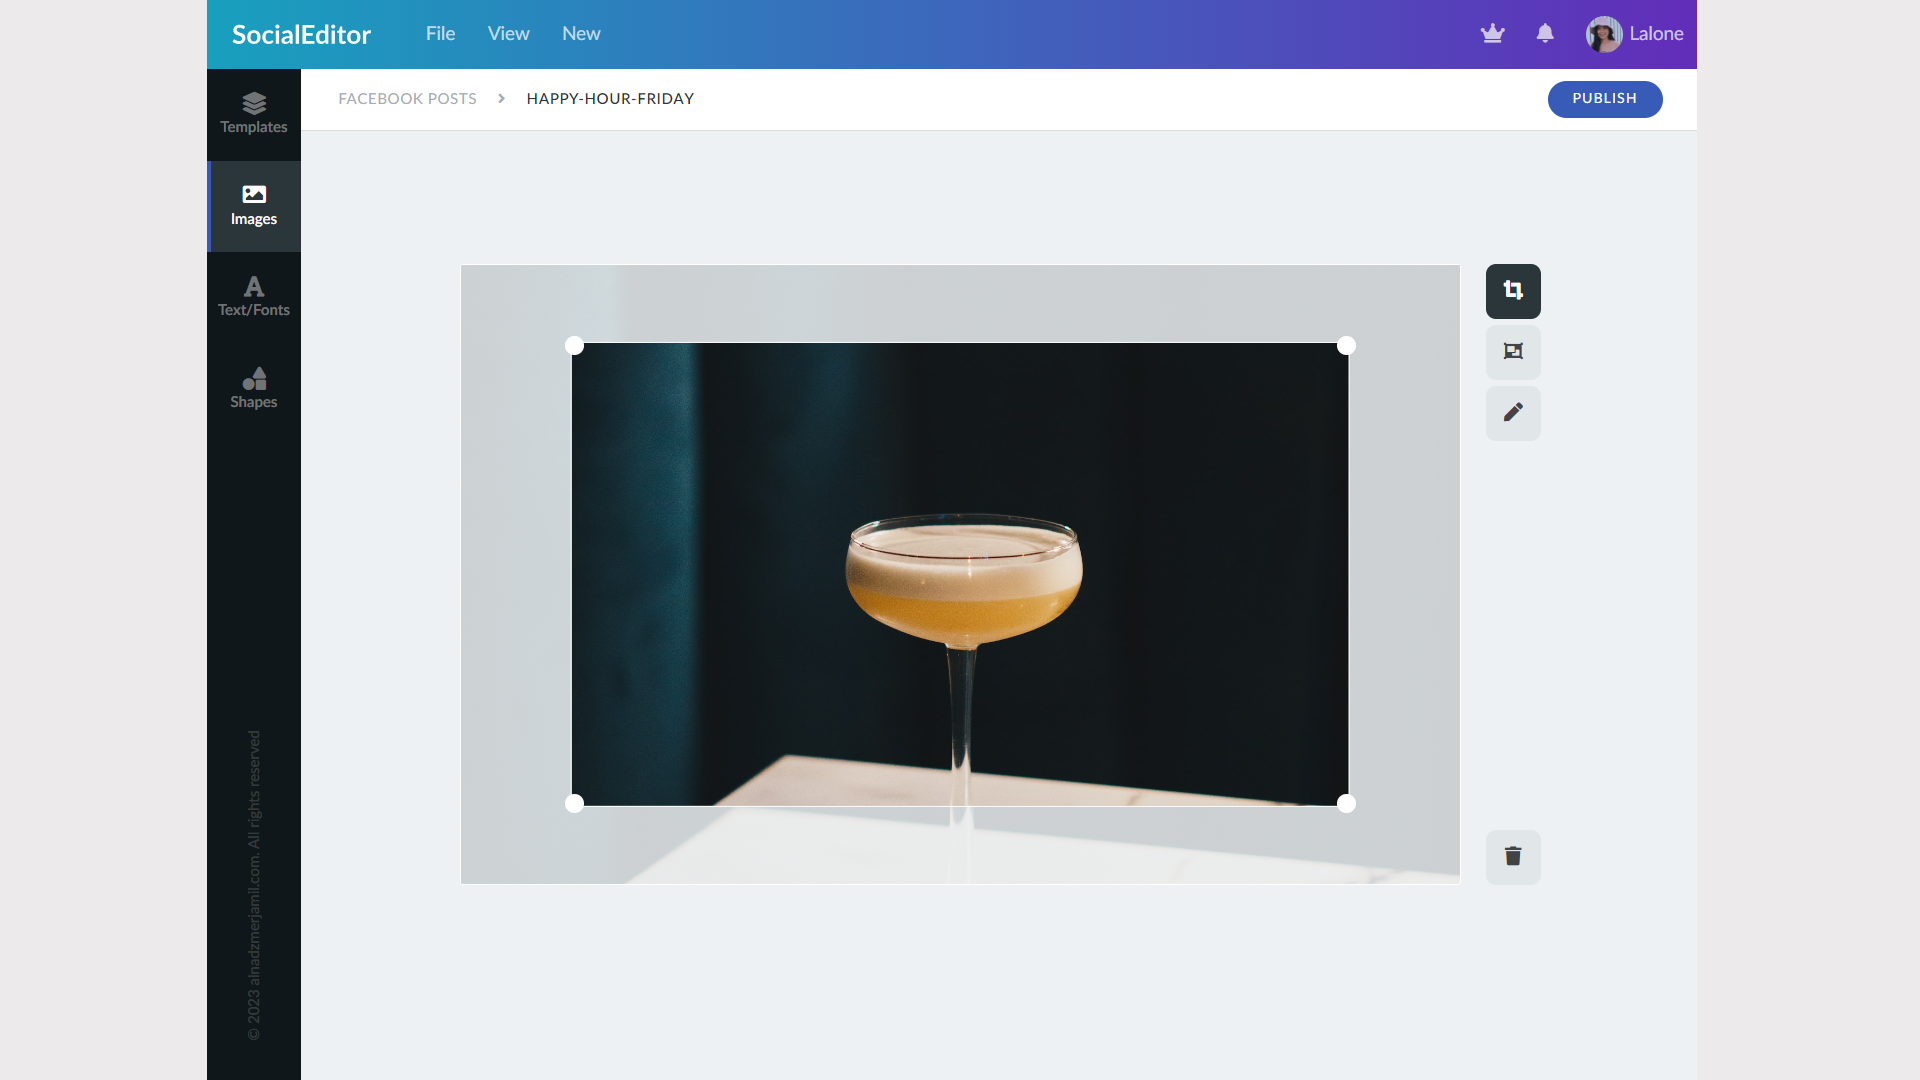 SocialEditor
File
View
New
Lalone
FACEBOOK POSTS
HAPPY-HOUR-FRIDAY
PUBLISH
Templates
Images
Text/Fonts
Shapes
© 2023 alnadzmerjamil.com. All rights reserved